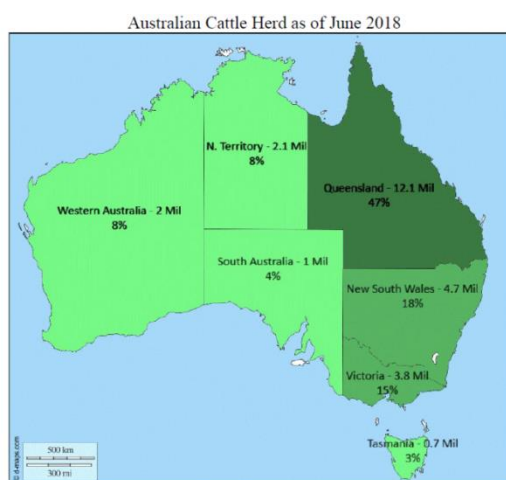 Australian Cattle Herd as of June 2018
N. Territory - 2.1 Mil
8%
Queensland - 12.1 Mil
47%
Western Australia - 2 Mil
8%
South Australia - 1 Mil
4%
New South Wales - 4.7 Mil
18%
Victoria - 3.8 Mil
15%
Tasmania - 0.7 Mil
3%
500 km
300 mi
© d-maps.com